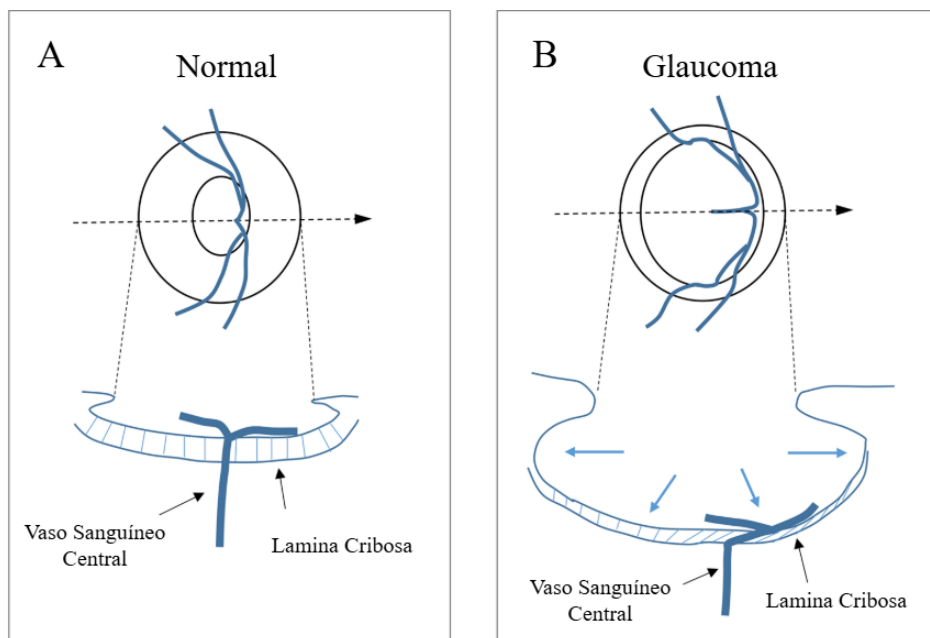 A
Normal
Vaso Sanguíneo
Central
Lamina Cribosa
B
Glaucoma
Vaso Sanguíneo
Central
Lamina Cribosa